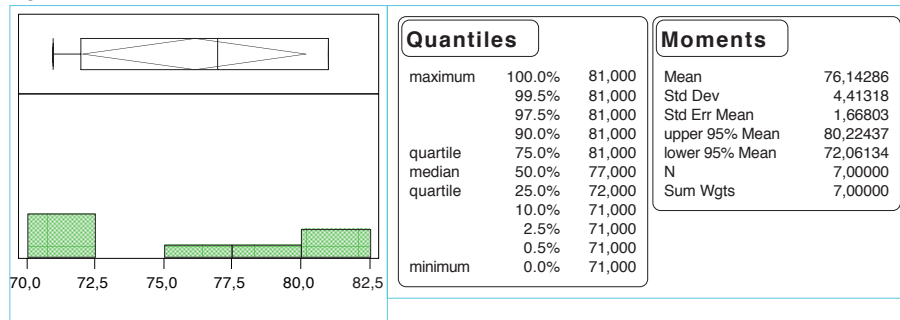 70,0 72,5 75,0 77,5 80,0 82,5
Quantiles
maximum 100.0% 81,000
99.5% 81,000
97.5% 81,000
90.0% 81,000
quartile 75.0% 81,000
median 50.0% 77,000
quartile 25.0% 72,000
10.0% 71,000
2.5% 71,000
0.5% 71,000
minimum 0.0% 71,000
Moments
Mean 76,14286
Std Dev 4,41318
Std Err Mean 1,66803
upper 95% Mean 80,22437
lower 95% Mean 72,06134
N 7,00000
Sum Wgts 7,00000